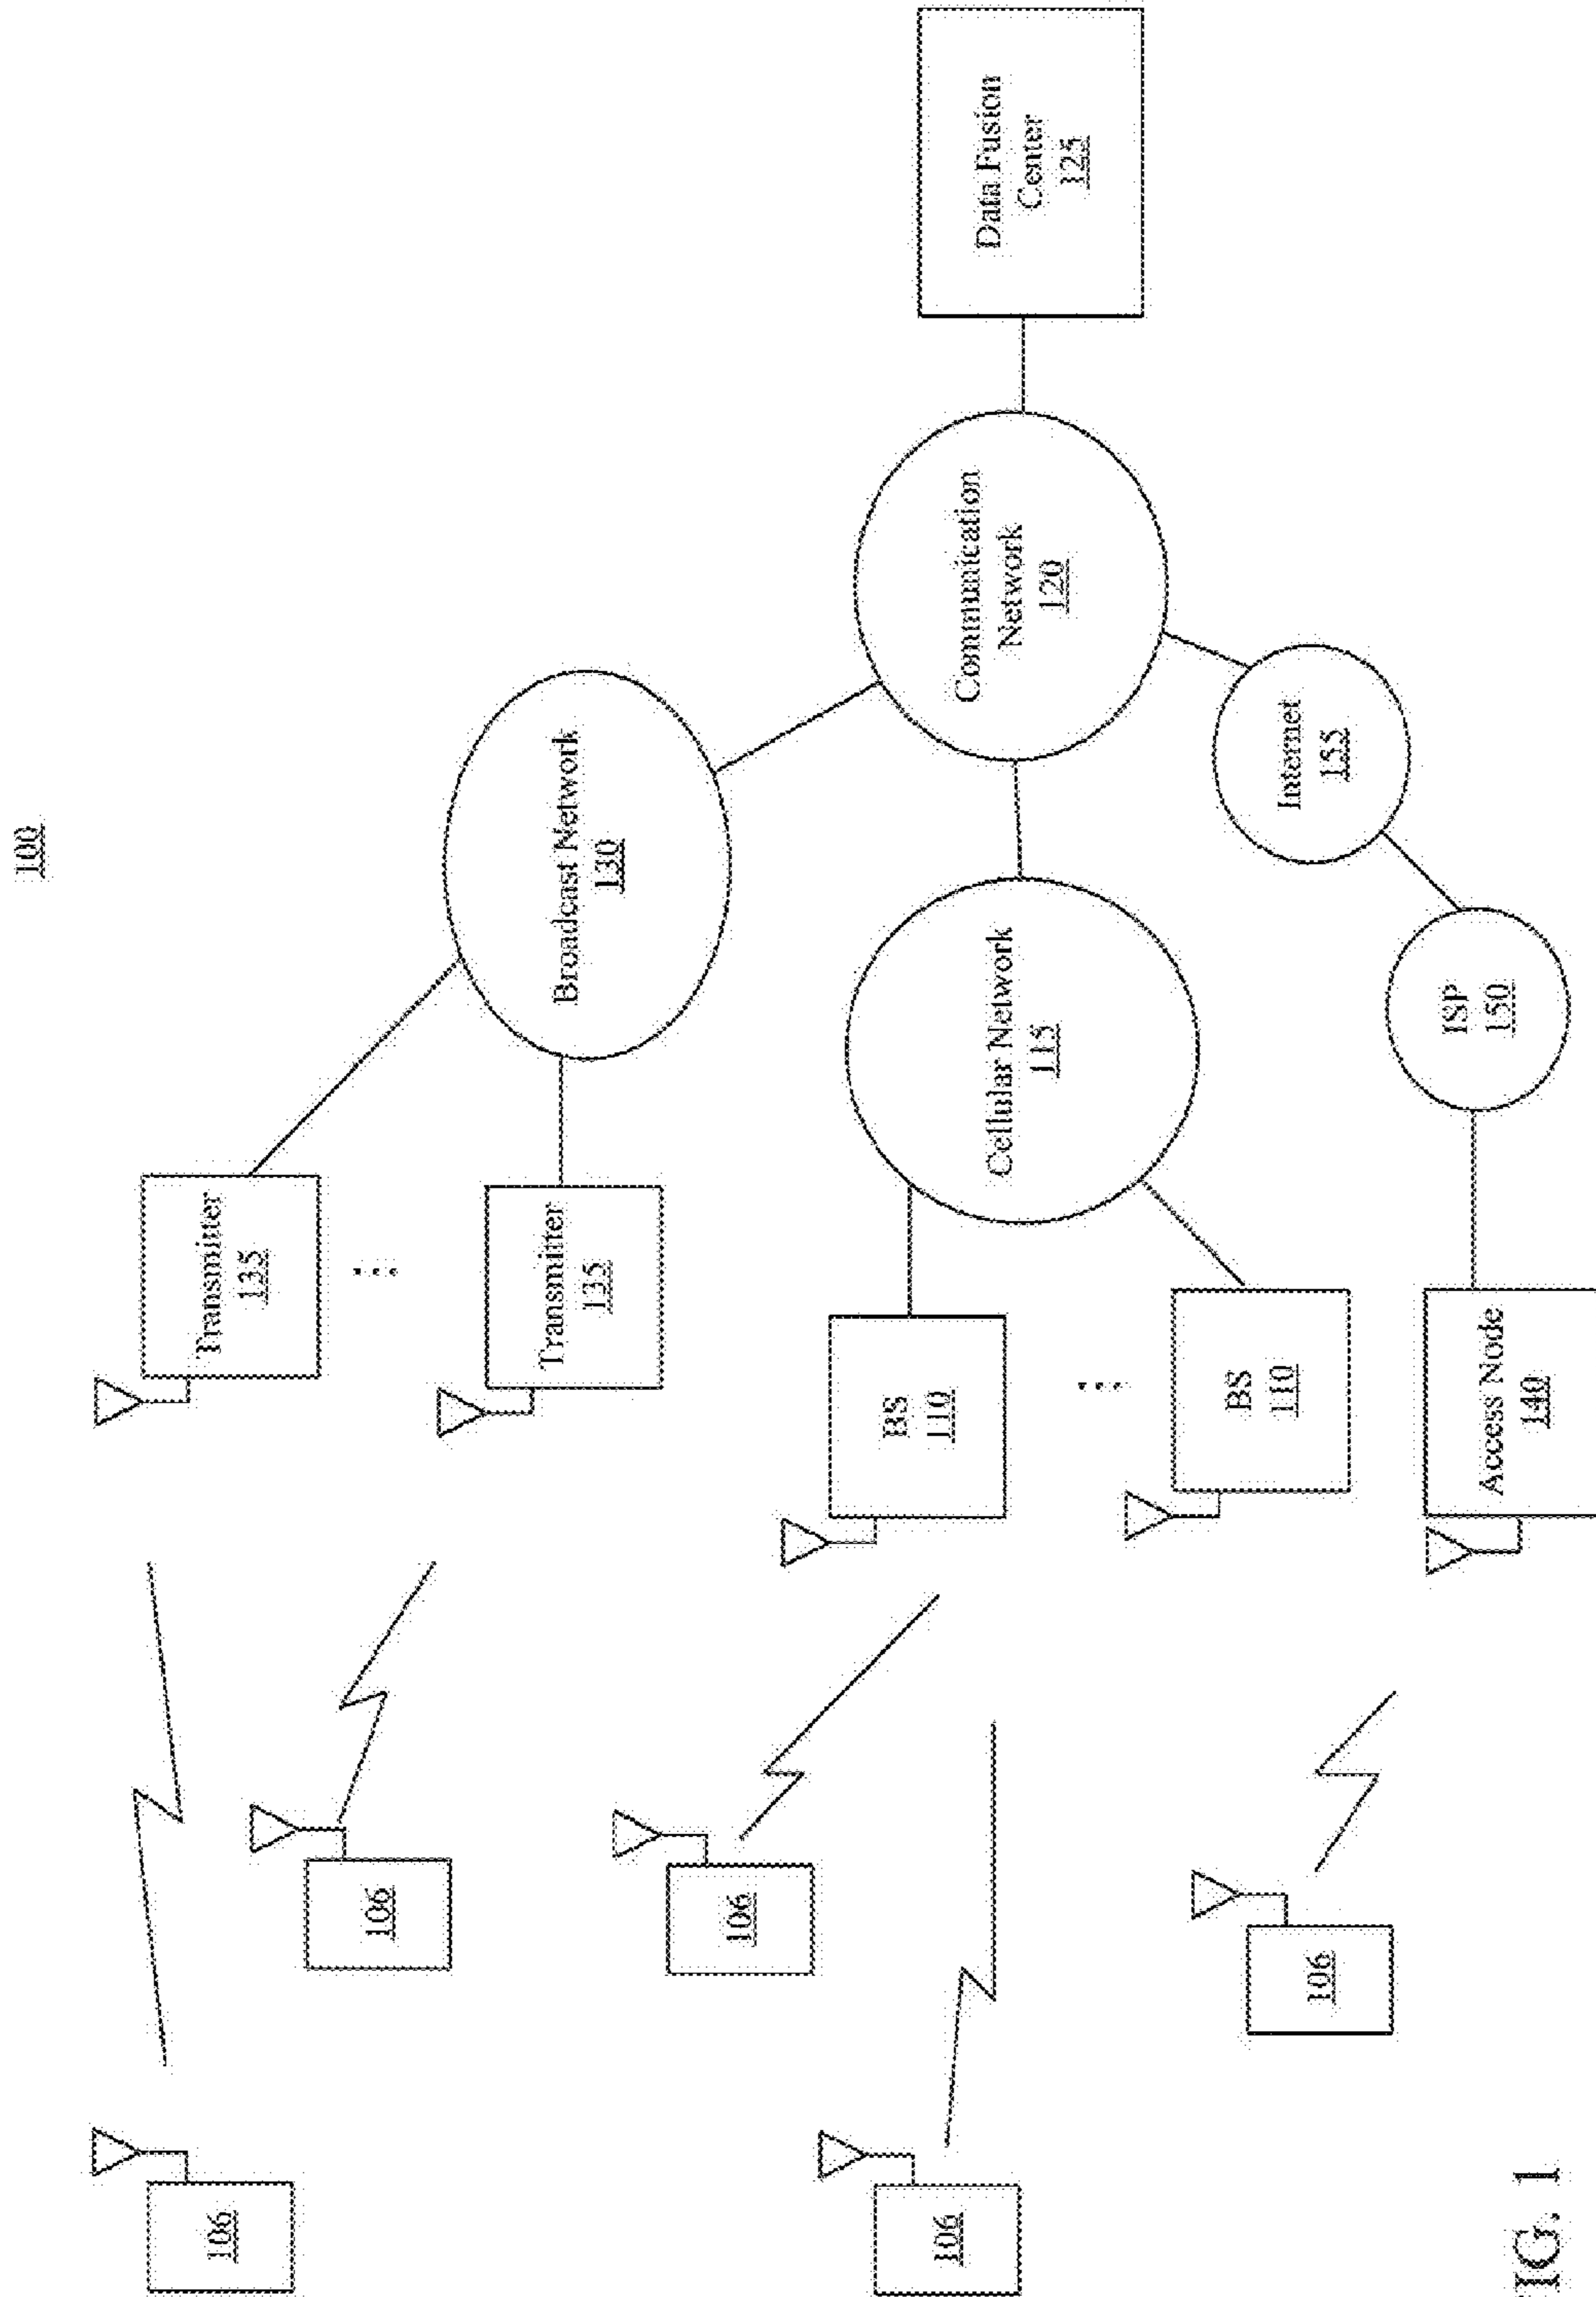 100
Transmitter
135
Broadcast Network
130
Transmitter
135
106
106
106
BS
110
Cellular Network
115
Communication
Network
120
Data Fusion
Center
125
106
BS
110
106
Internet
155
Access Node
140
ISP
150
IG. 1